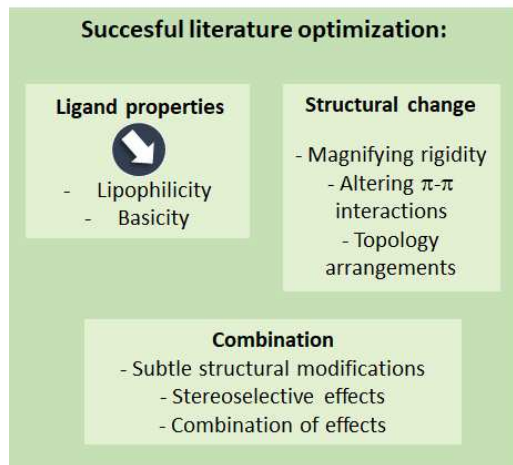 Succesful literature optimization:
Ligand properties
- Lipophilicity
- Basicity
Structural change
- Magnifying rigidity
- Altering π-π
interactions
- Topology
arrangements
Combination
- Subtle structural modifications
- Stereoselective effects
- Combination of effects